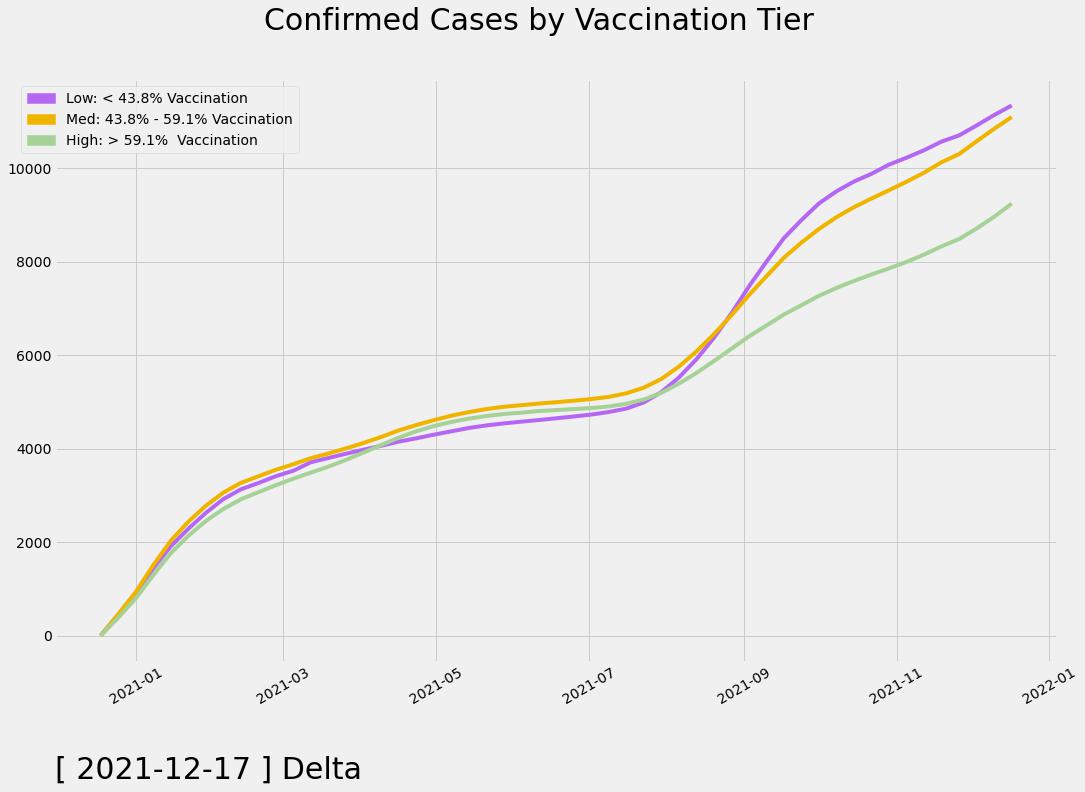 Confirmed Cases by Vaccination Tier
Low: < 43.8% Vaccination
Med: 43.8% - 59.1% Vaccination
High: > 59.1%  Vaccination
10000
8000
6000
4000
2000
0
2021-01
2021-03
2021-05
2021-07
2021-09
2021-11
2022-01
[ 2021-12-17 ] Delta